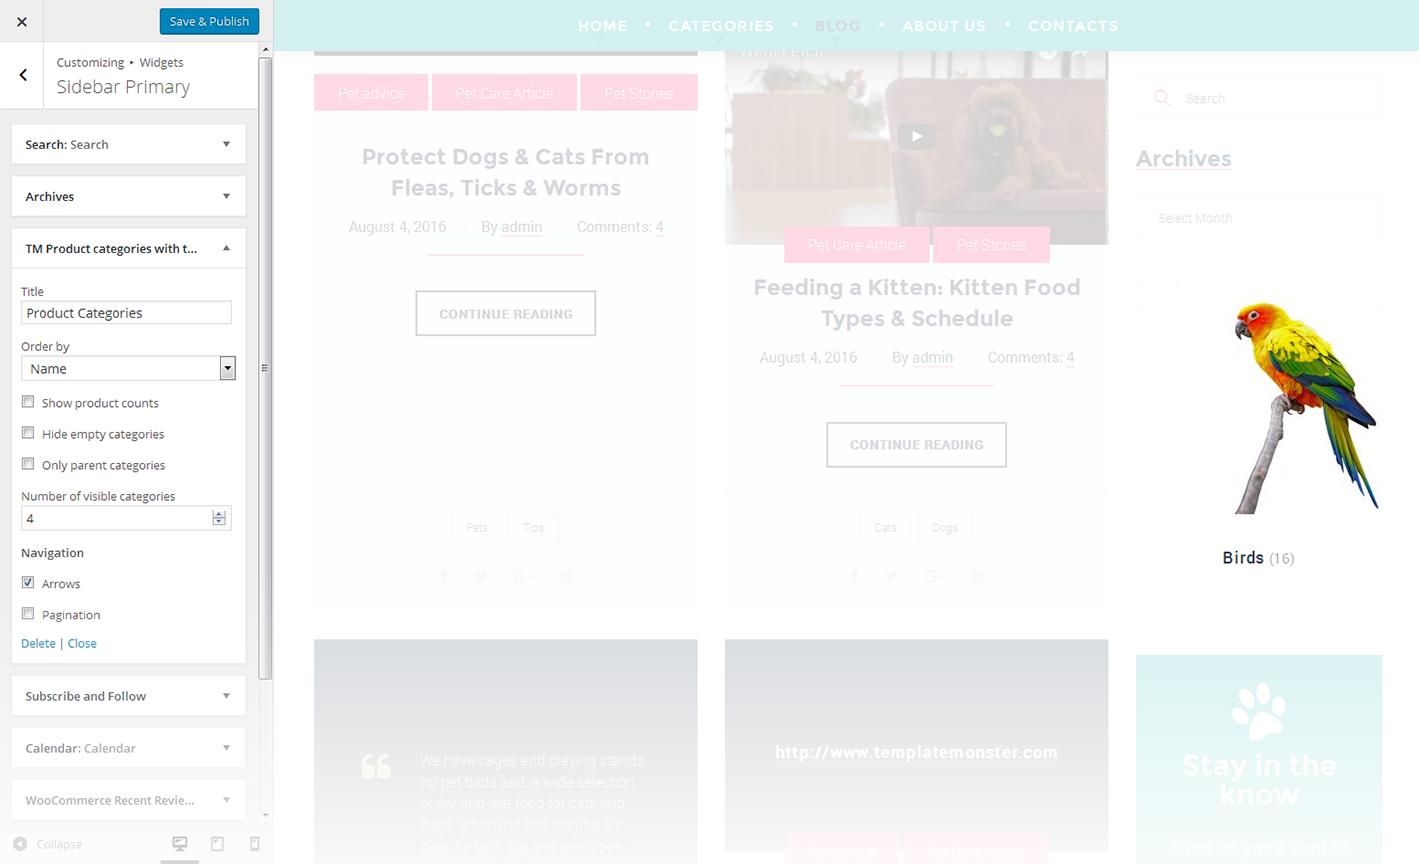 Save & Publish
Customizing ▸ Widgets
Sidebar Primary
Search: Search
Archives
TM Product categories with t...
Title
Product Categories
Order by
Name
Show product counts
Hide empty categories
Only parent categories
Number of visible categories
4
Navigation
Arrows
Pagination
Delete | Close
Subscribe and Follow
Calendar: Calendar
WooCommerce Recent Revie...
Collapse
HOME • CATEGORIES • BLOG • ABOUT US • CONTACTS
Pet advice
Pet Care Article
Pet Stories
Protect Dogs & Cats From
Fleas, Ticks & Worms
August 4, 2016 By admin Comments: 4
CONTINUE READING
Pets
Tips
We have cages and playing stands
for pet birds and, a wide selection
of dry and wet food for cats and
dogs, grooming and playing sup-
plies for both big and small pets.
Pet Care Article
Pet Stories
Feeding a Kitten: Kitten Food
Types & Schedule
August 4, 2016 By admin Comments: 4
CONTINUE READING
Cats
Dogs
http://www.templatemonster.com
Pet Care Article
Search
Archives
Select Month
Birds (16)
Stay in the
know
Trust us, you'll want to